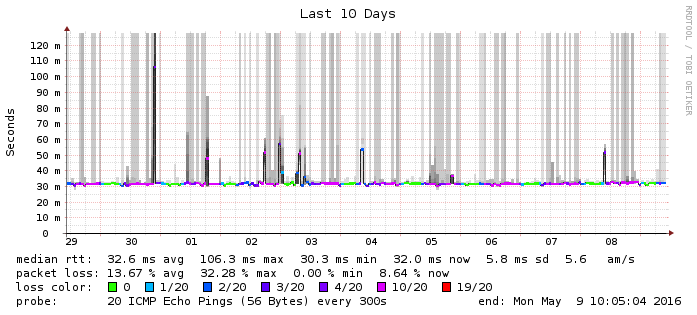 Last 10 Days
RRDTOOL / TOBI OETIKER
Seconds
120 m
110 m
100 m
90 m
80 m
70 m
60 m
50 m
40 m
30 m
20 m
10 m
0
29 30 01 02 03 04 05 06 07 08
median rtt: 32.6 ms avg 106.3 ms max 30.3 ms min 32.0 ms now 5.8 ms sd 5.6 am/s
packet loss: 13.67 % avg 32.28 % max 0.00 % min 8.64 % now
loss color: 0 1/20 2/20 3/20 4/20 10/20 19/20
probe: 20 ICMP Echo Pings (56 Bytes) every 300s end: Mon May 9 10:05:04 2016